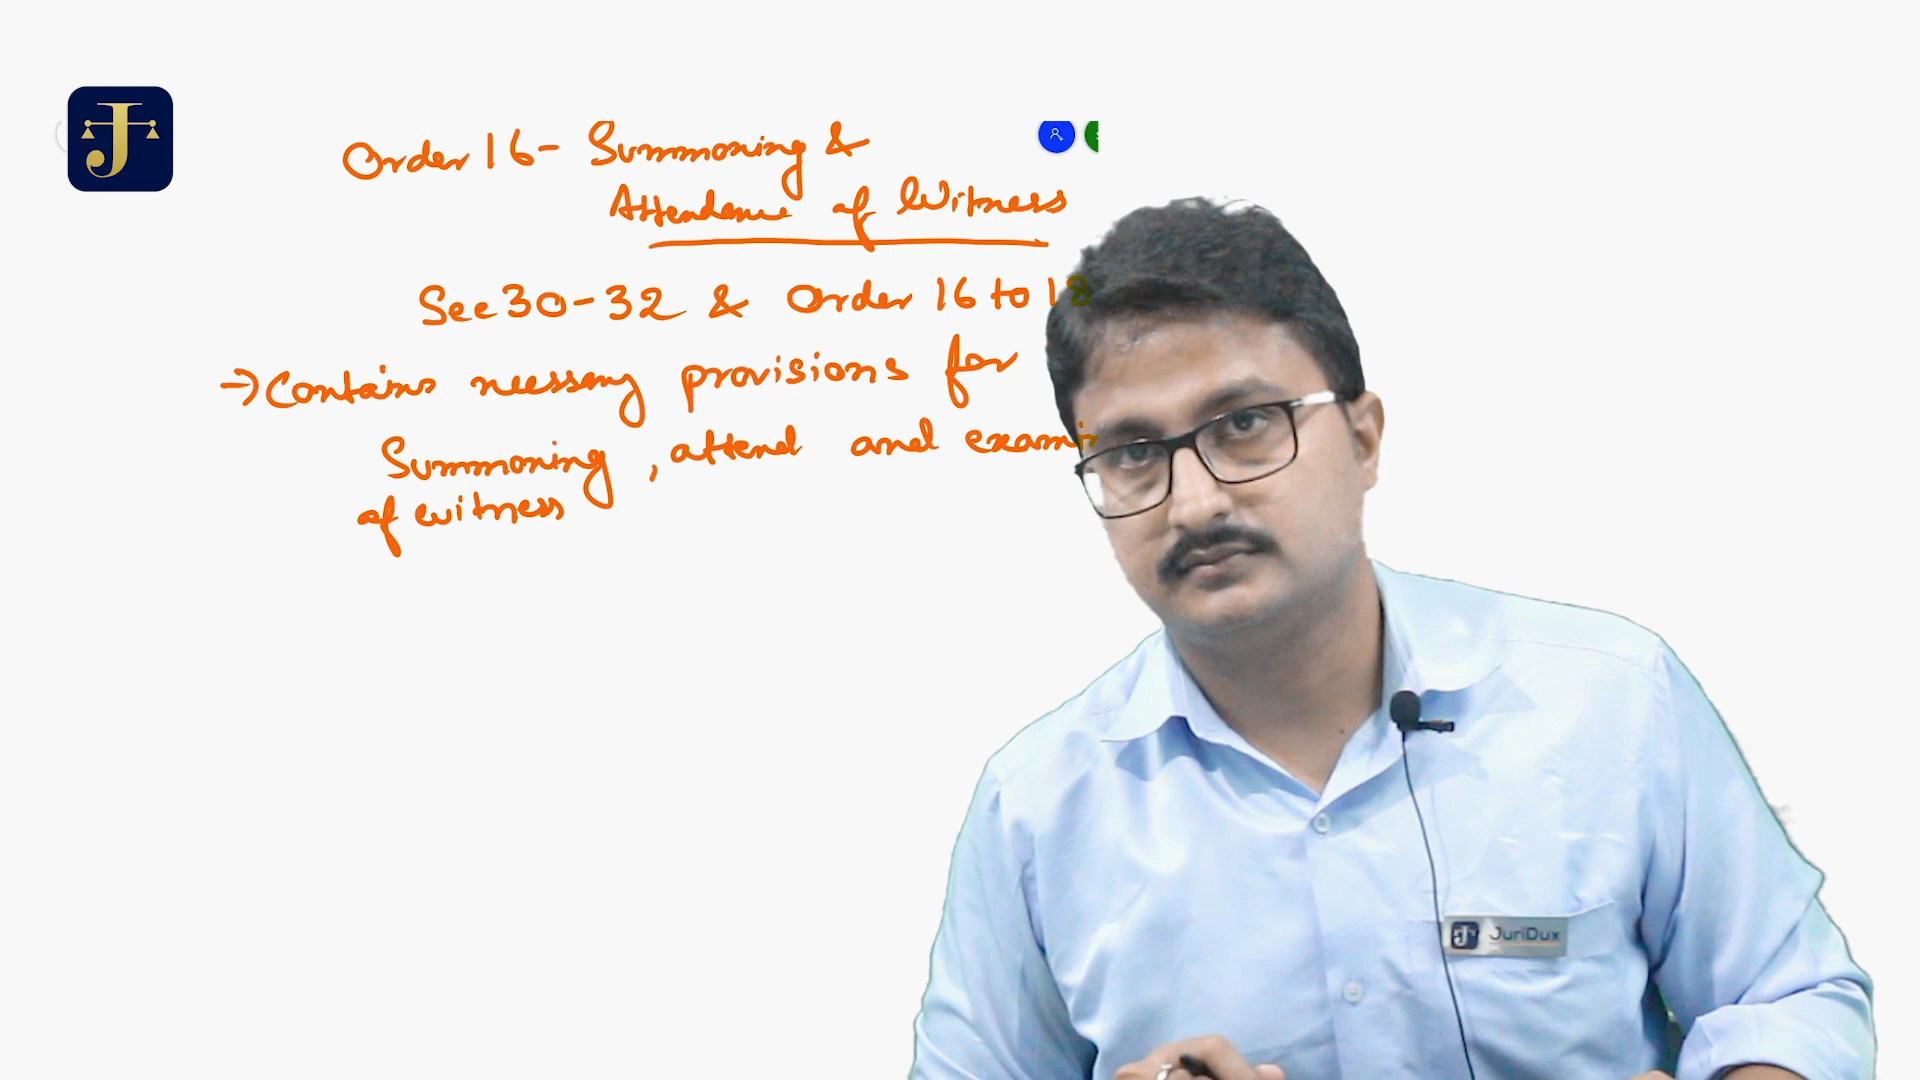 Order 16 - Summoning &
Attendance of Witness
Sec 30-32 & Order 16 to 18
→ Contains necessary provisions for
Summoning, attend and examin
of witness
J
JuriDux